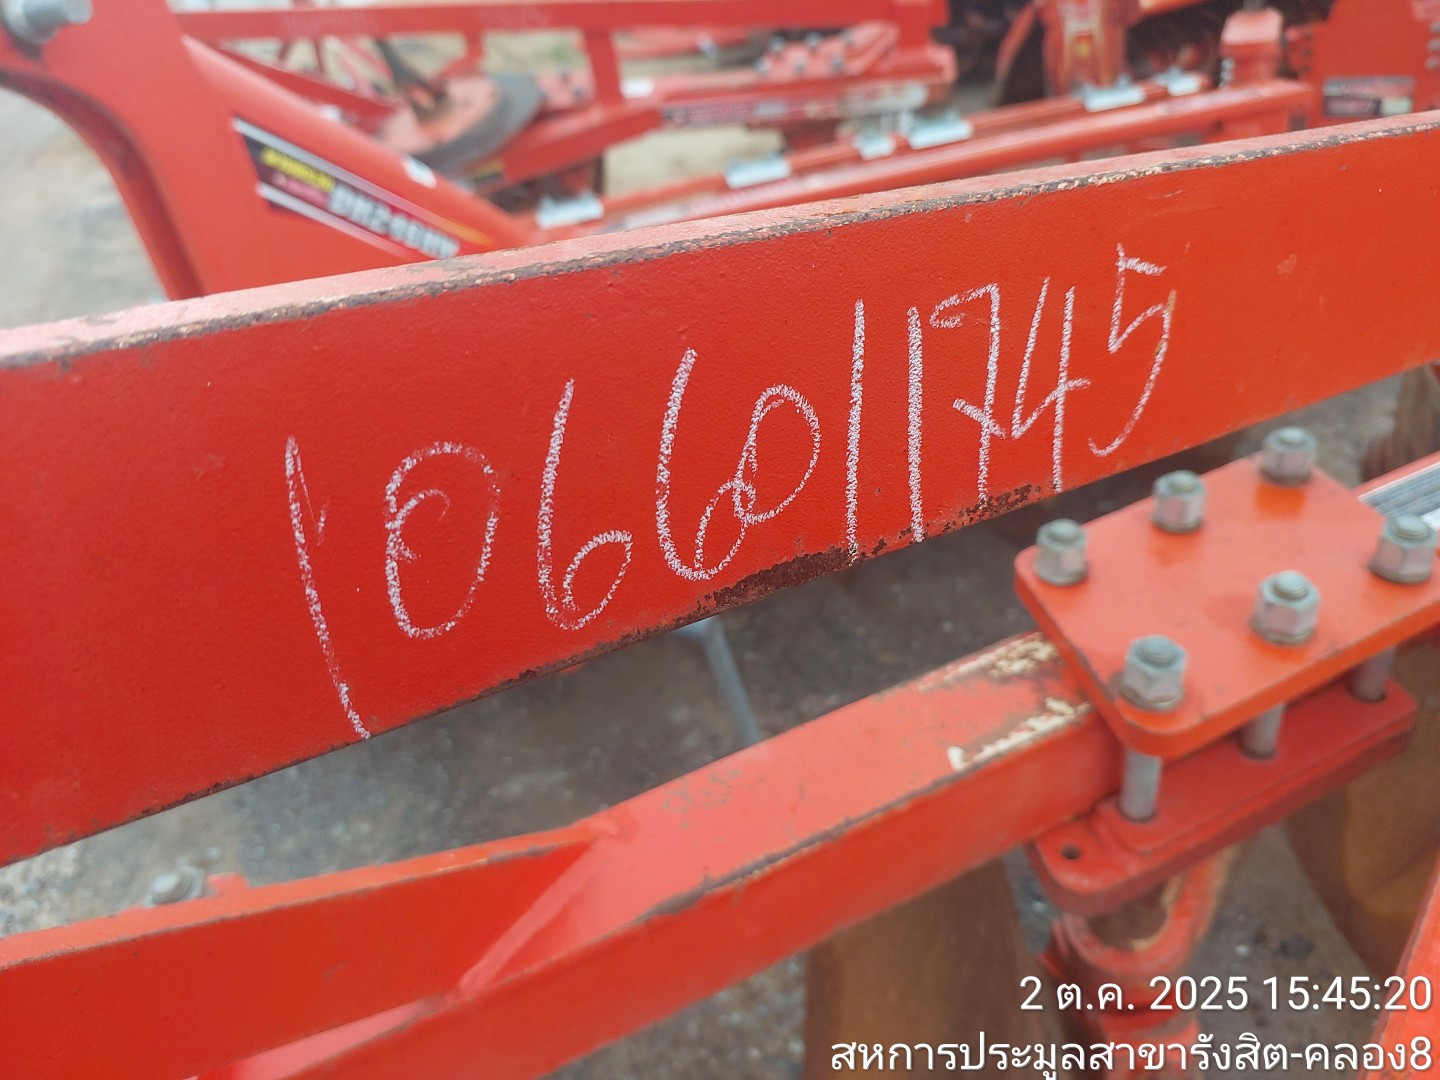 1066011745
2 ต.ค. 2025 15:45:20
สหการประมูลสาขารังสิต-คลอง8